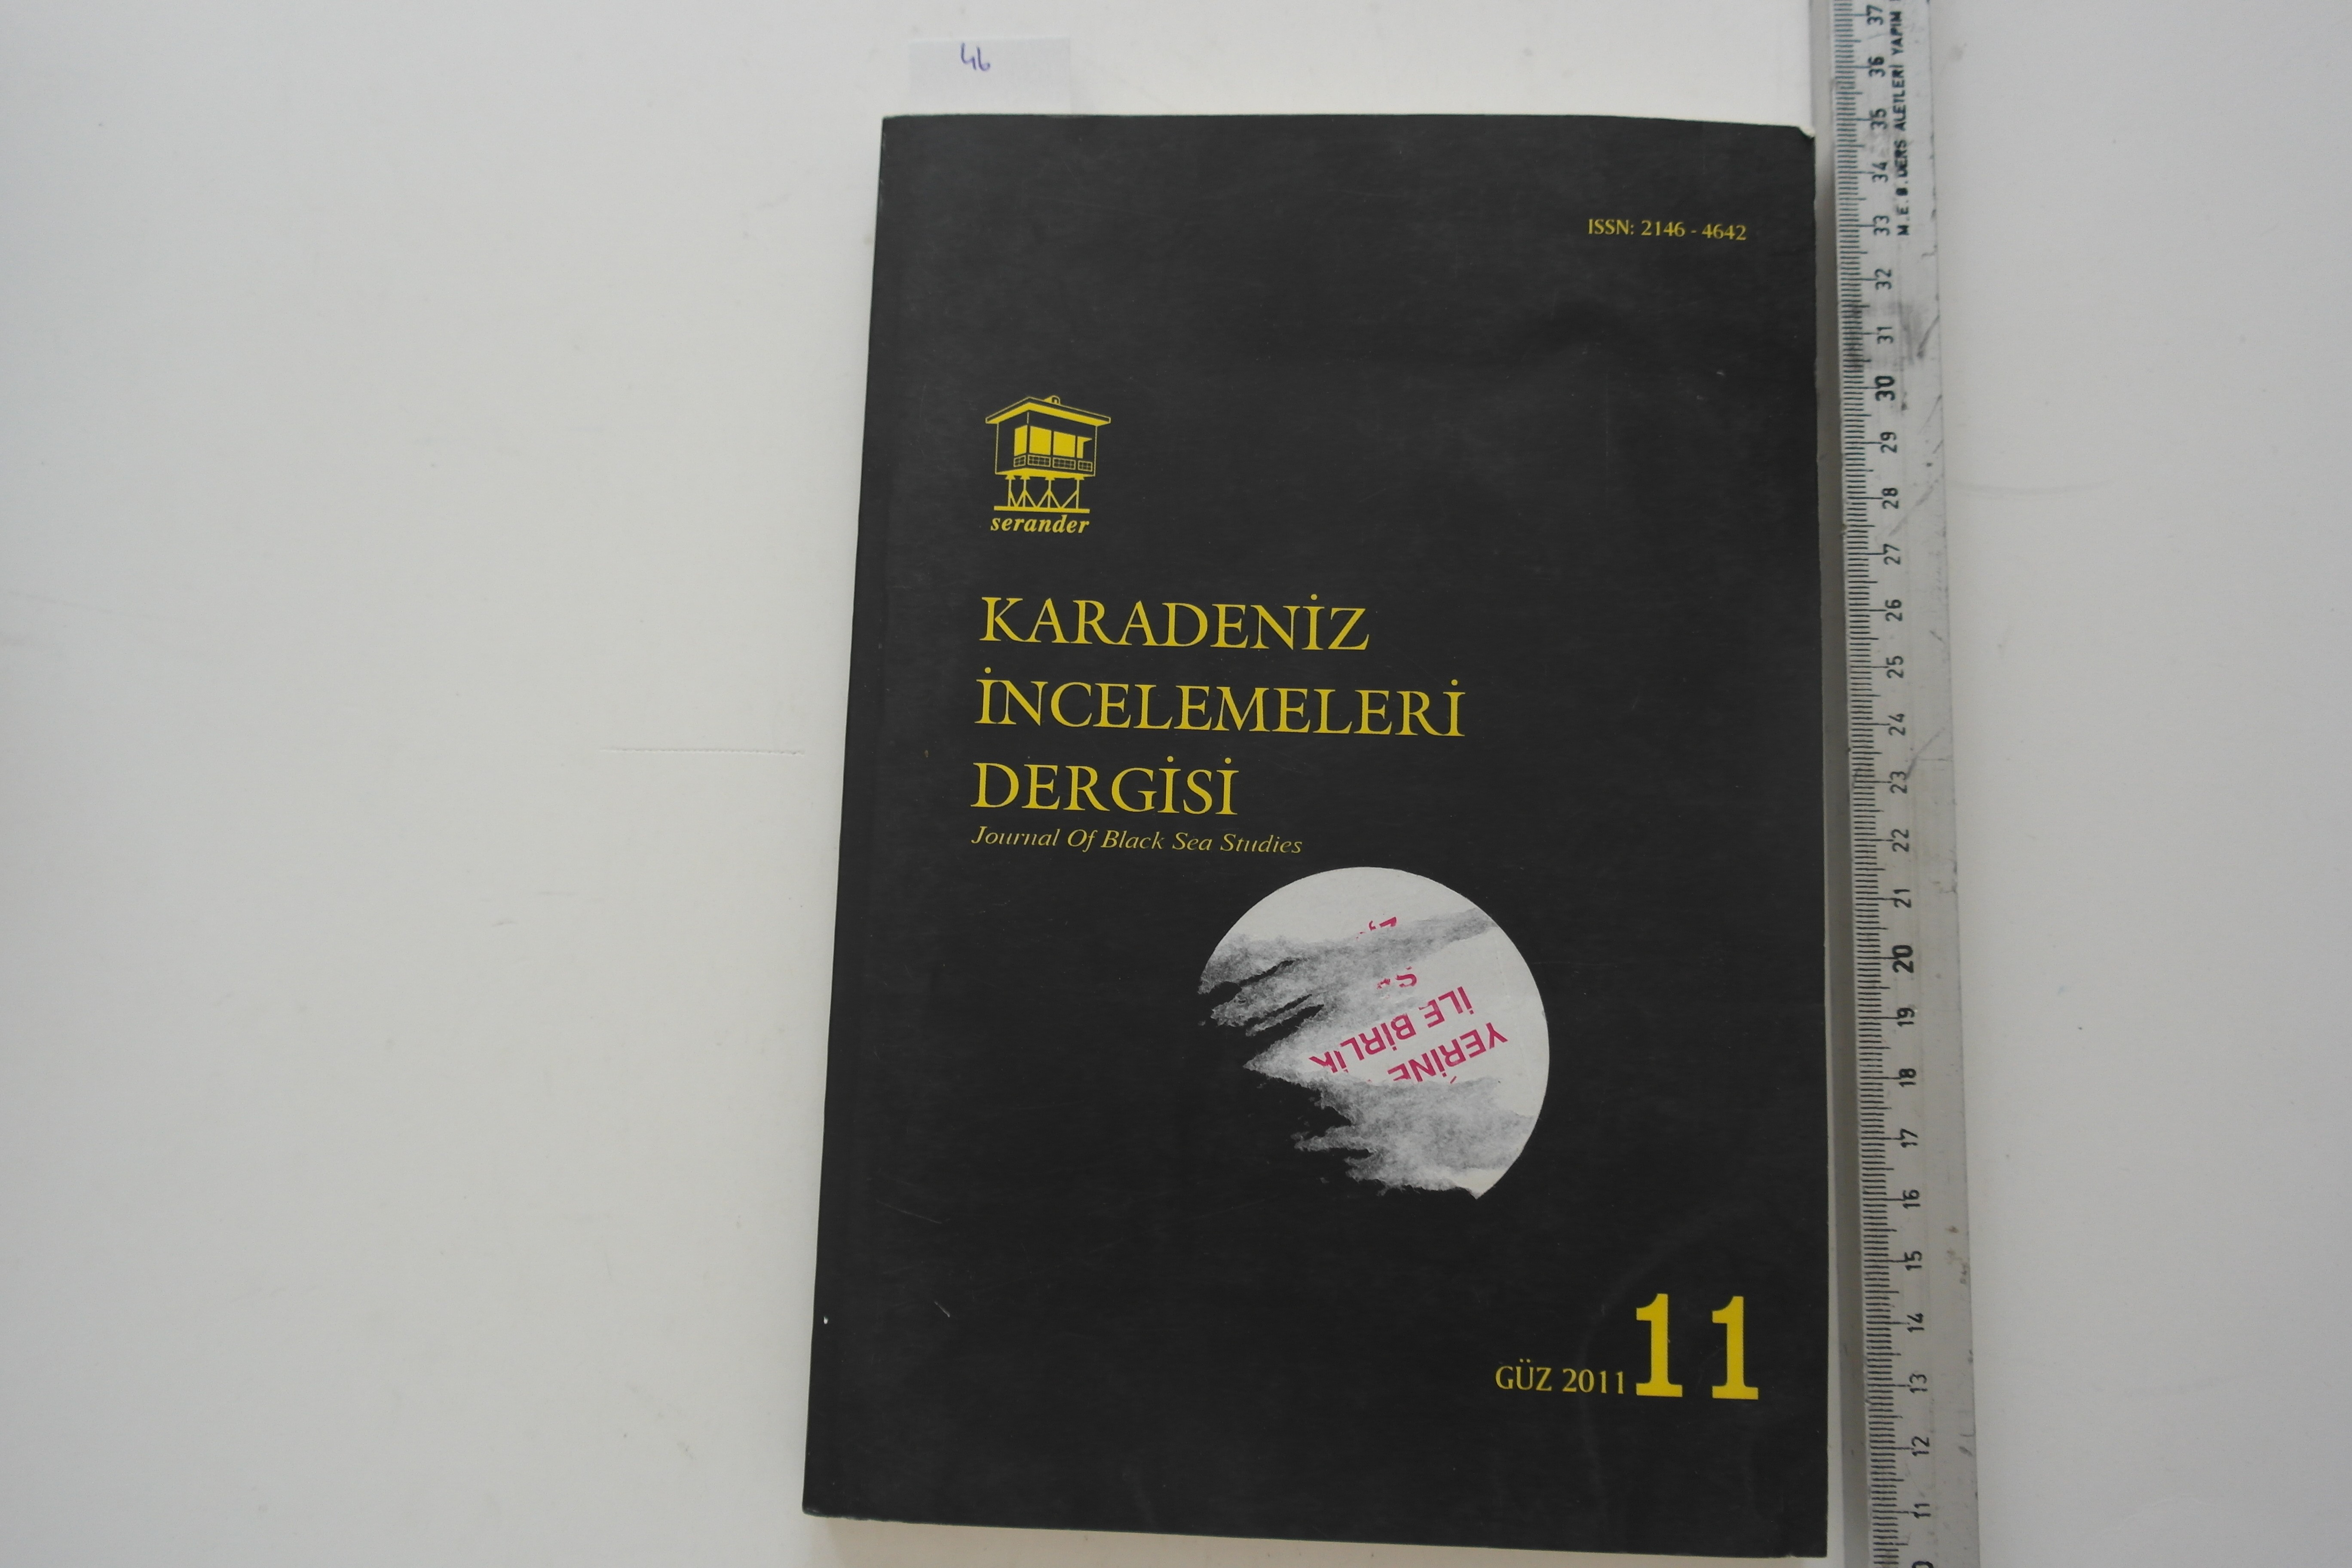 46
ISSN: 2146 - 4642
serander
KARADENİZ
İNCELEMELERİ
DERGİSİ
Journal Of Black Sea Studies
YERİNE
İLE BİRLİK
GÜZ 2011 11
M.E.B. DERS ALETLERİ YAPIM
37
36
35
34
33
32
31
30
29
28
27
26
25
24
23
22
21
20
19
18
17
16
15
14
13
12
11